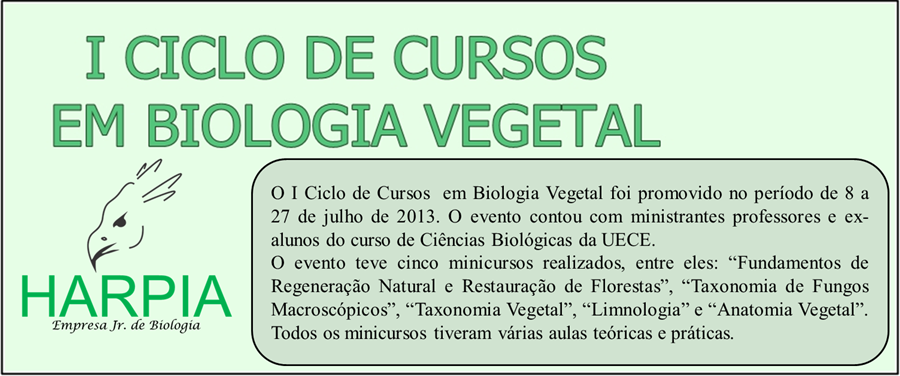 I CICLO DE CURSOS
EM BIOLOGIA VEGETAL
O I Ciclo de Cursos em Biologia Vegetal foi promovido no período de 8 a
27 de julho de 2013. O evento contou com ministrantes professores e ex-
alunos do curso de Ciências Biológicas da UECE.
O evento teve cinco minicursos realizados, entre eles: “Fundamentos de
Regeneração Natural e Restauração de Florestas”, “Taxonomia de Fungos
Macroscópicos”, “Taxonomia Vegetal”, “Limnologia” e “Anatomia Vegetal”.
Todos os minicursos tiveram várias aulas teóricas e práticas.
HARPIA
Empresa Jr. de Biologia